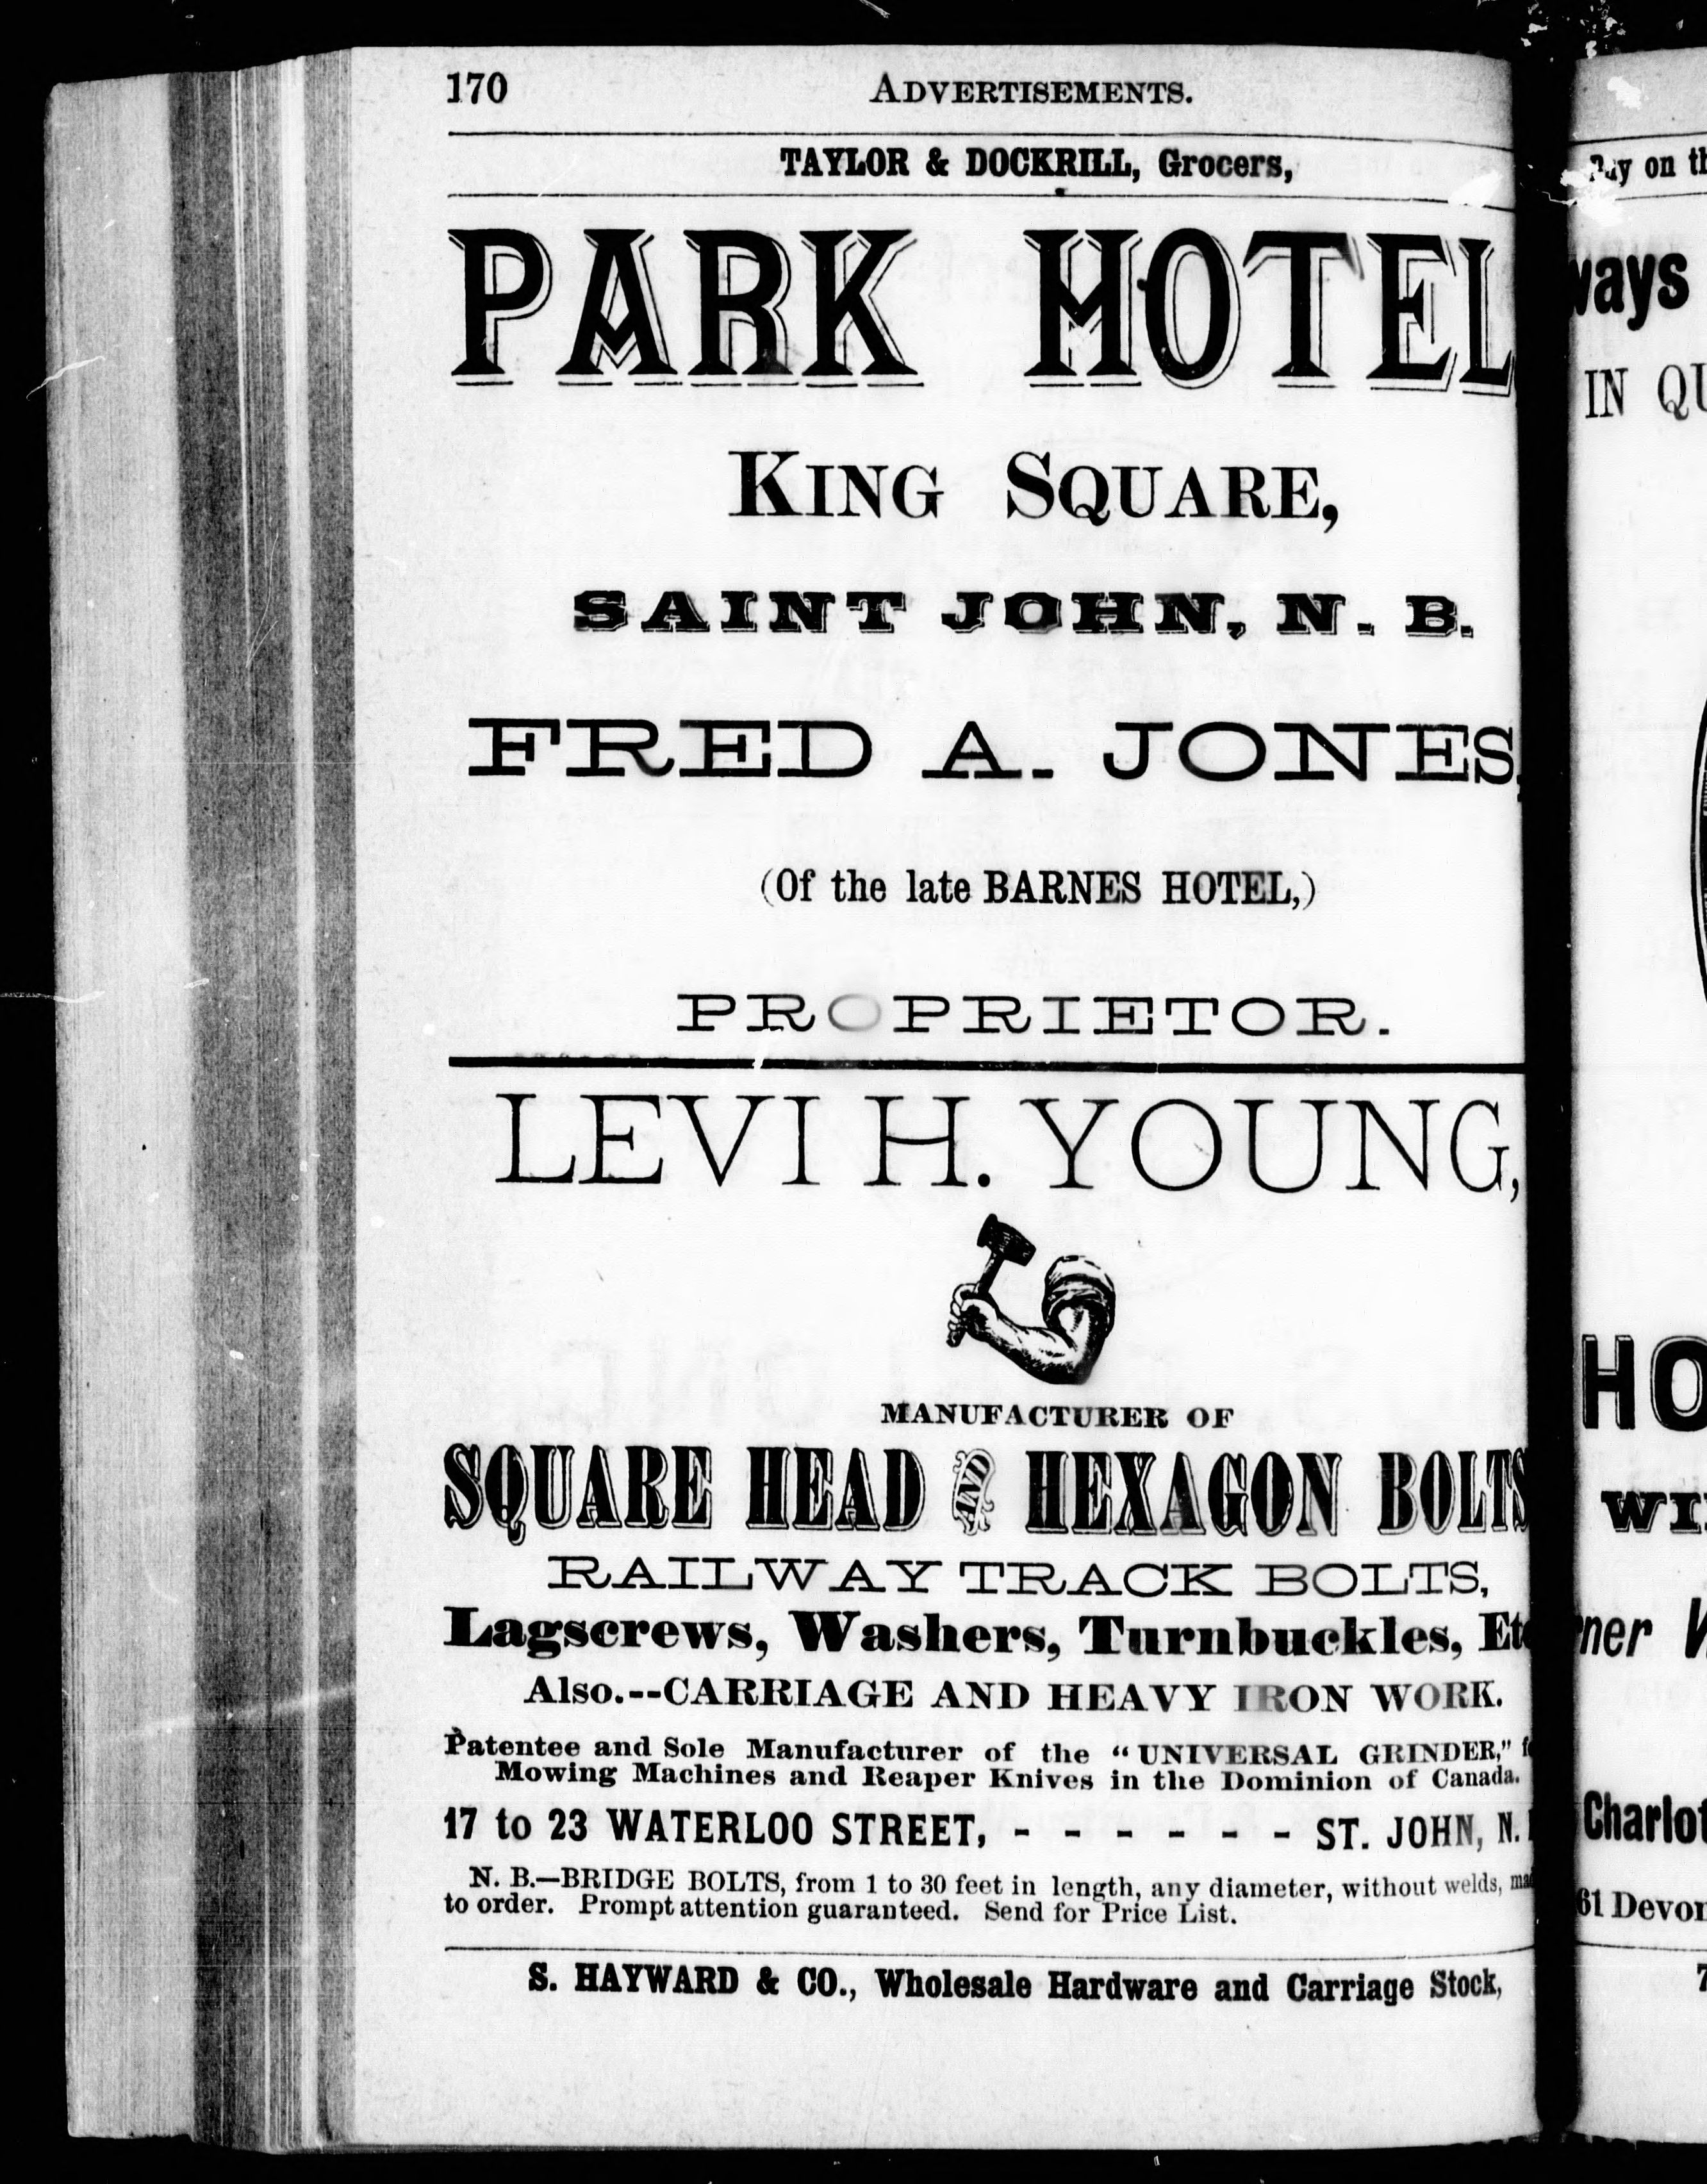 170 ADVERTISEMENTS.
TAYLOR & DOCKRILL, Grocers,
PARK HOTEL
KING SQUARE,
SAINT JOHN, N. B.
FRED A. JONES,
(Of the late BARNES HOTEL,)
PROPRIETOR.
LEVI H. YOUNG,
MANUFACTURER OF
SQUARE HEAD AND HEXAGON BOLTS
RAILWAY TRACK BOLTS,
Lagscrews, Washers, Turnbuckles, Etc
Also.--CARRIAGE AND HEAVY IRON WORK.
Patentee and Sole Manufacturer of the "UNIVERSAL GRINDER,"
Mowing Machines and Reaper Knives in the Dominion of Canada.
17 to 23 WATERLOO STREET, - - - - - - ST. JOHN, N.
N. B.—BRIDGE BOLTS, from 1 to 30 feet in length, any diameter, without welds,
to order. Prompt attention guaranteed. Send for Price List.
S. HAYWARD & CO., Wholesale Hardware and Carriage Stock,
on
ways
IN
HO
61 Devon